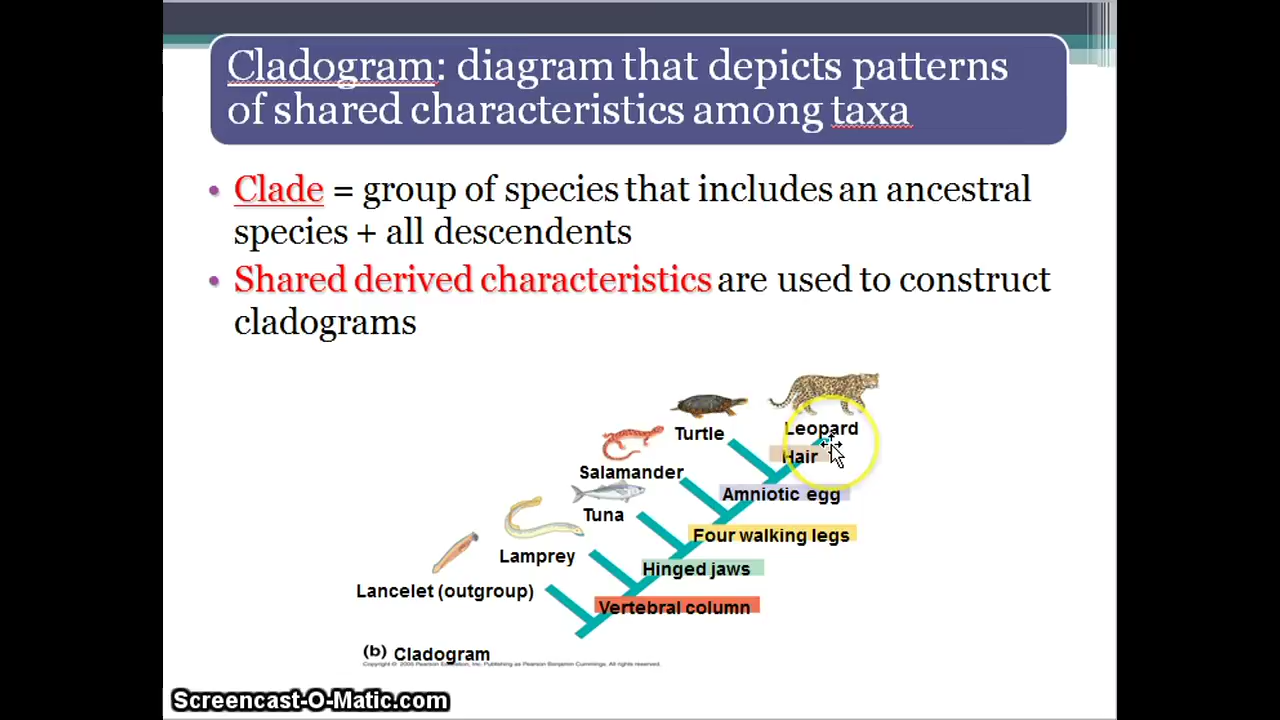 Cladogram: diagram that depicts patterns
of shared characteristics among taxa
• Clade = group of species that includes an ancestral
species + all descendents
• Shared derived characteristics are used to construct
cladograms
Leopard
Turtle
Hair
Salamander
Amniotic egg
Tuna
Four walking legs
Lamprey
Hinged jaws
Lancelet (outgroup)
Vertebral column
(b) Cladogram
Copyright © 2005 Pearson Education, Inc. Publishing as Pearson Benjamin Cummings. All rights reserved.
Screencast-O-Matic.com